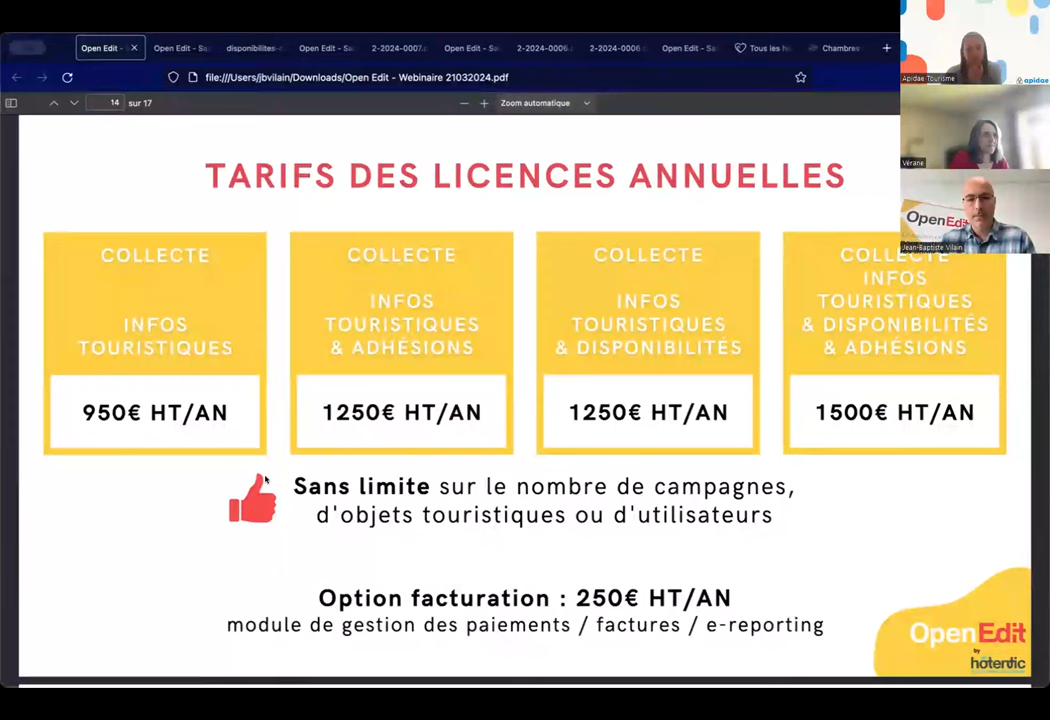 Open Edit -
Open Edit - Sa
disponibilites-
Open Edit - Sa
2-2024-0007.
Open Edit - Se
2-2024-0006.
2-2024-0006
Open Edit - Sa
Tous les h
Chambres
file:///Users/jbvilain/Downloads/Open Edit - Webinaire 21032024.pdf
14 sur 17
Zoom automatique
Apidae Tourisme
apidae
Vérane
OpenEdit
Jean-Baptiste Vilain
TARIFS DES LICENCES ANNUELLES
COLLECTE
INFOS
TOURISTIQUES
950€ HT/AN
COLLECTE
INFOS
TOURISTIQUES
& ADHÉSIONS
1250€ HT/AN
COLLECTE
INFOS
TOURISTIQUES
& DISPONIBILITÉS
1250€ HT/AN
COLLECTE
INFOS
TOURISTIQUES
& DISPONIBILITÉS
& ADHÉSIONS
1500€ HT/AN
Sans limite sur le nombre de campagnes,
d'objets touristiques ou d'utilisateurs
Option facturation : 250€ HT/AN
module de gestion des paiements / factures / e-reporting
OpenEdit
by
hôtentic